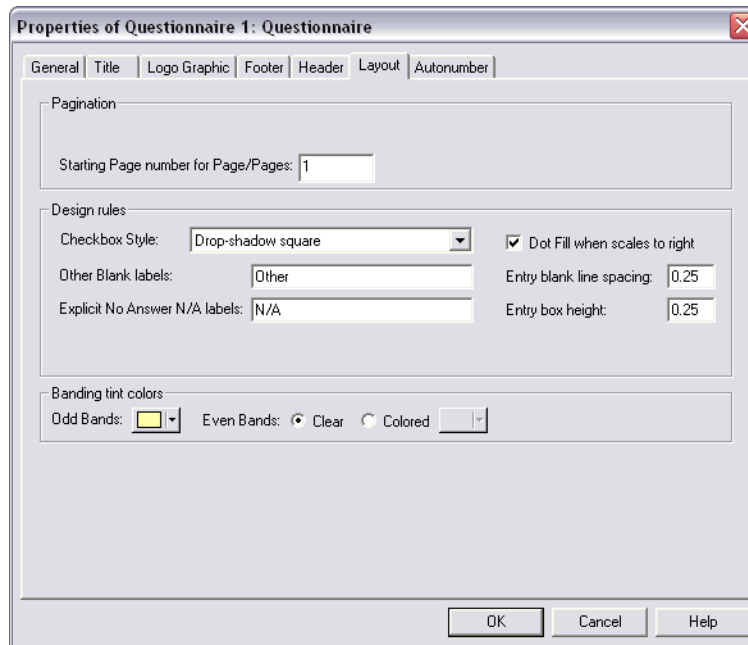 Properties of Questionnaire 1: Questionnaire
General Title Logo Graphic Footer Header Layout Autonumber
Pagination
Starting Page number for Page/Pages: 1
Design rules
Checkbox Style: Drop-shadow square Dot Fill when scales to right
Other Blank labels: Other Entry blank line spacing: 0.25
Explicit No Answer N/A labels: N/A Entry box height: 0.25
Banding tint colors
Odd Bands: Even Bands: Clear Colored
OK Cancel Help